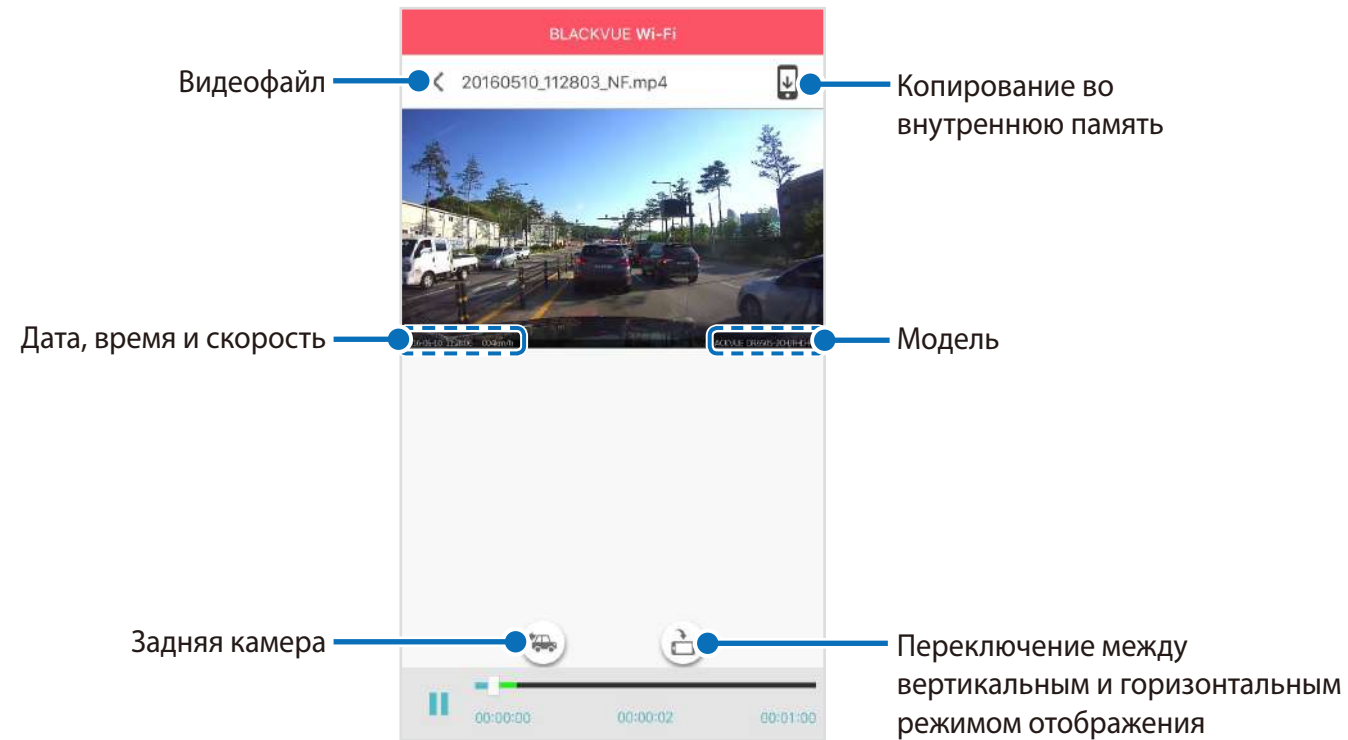 BLACKVUE Wi-Fi
Видеофайл
20160510_112803_NF.mp4
Копирование во
внутреннюю память
Дата, время и скорость
Модель
Задняя камера
Переключение между
вертикальным и горизонтальным
режимом отображения
00:00:00 00:00:02 00:01:00